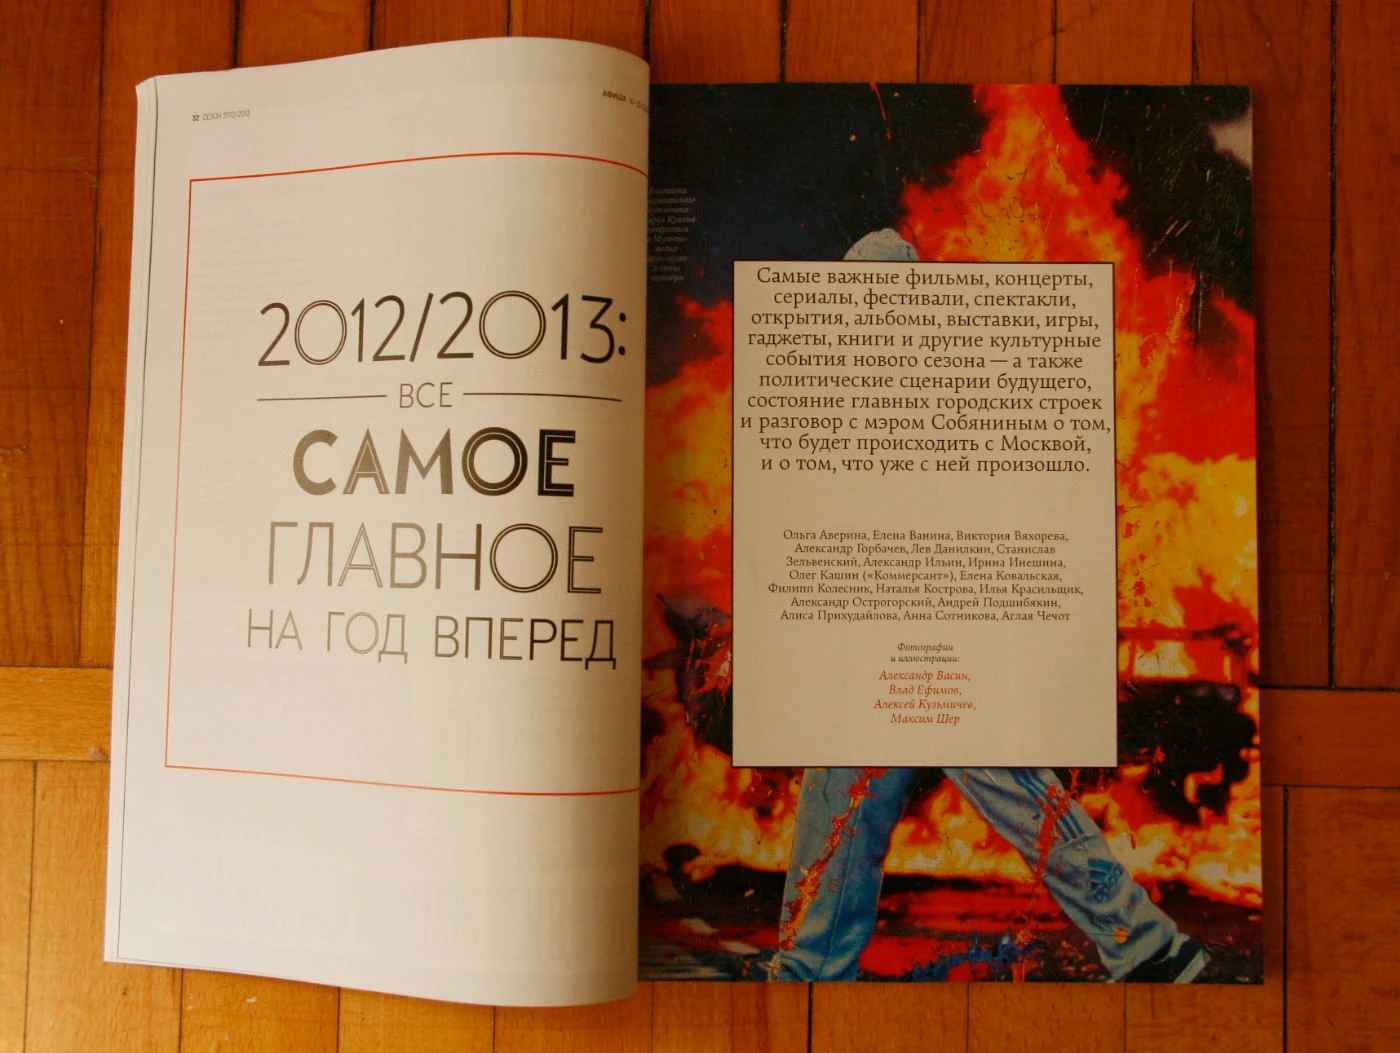 32 СЕЗОН 2012/2013
АФИША
2012/2013:
ВСЕ
САМОЕ
ГЛАВНОЕ
НА ГОД ВПЕРЕД
Самые важные фильмы, концерты,
сериалы, фестивали, спектакли,
открытия, альбомы, выставки, игры,
гаджеты, книги и другие культурные
события нового сезона — а также
политические сценарии будущего,
состояние главных городских строек
и разговор с мэром Собяниным о том,
что будет происходить с Москвой,
и о том, что уже с ней произошло.
Ольга Аверина, Елена Ванина, Виктория Вяхорева,
Александр Горбачев, Лев Данилкин, Станислав
Зельвенский, Александр Ильин, Ирина Инешина,
Олег Кашин («Коммерсант»), Елена Ковальская,
Филипп Колесник, Наталья Кострова, Илья Красильщик,
Александр Острогорский, Андрей Подшибякин,
Алиса Прихудайлова, Анна Сотникова, Аглая Чечот
Фотографии
и иллюстрации:
Александр Васин,
Влад Ефимов,
Алексей Кузьмичев,
Максим Шер
adidas